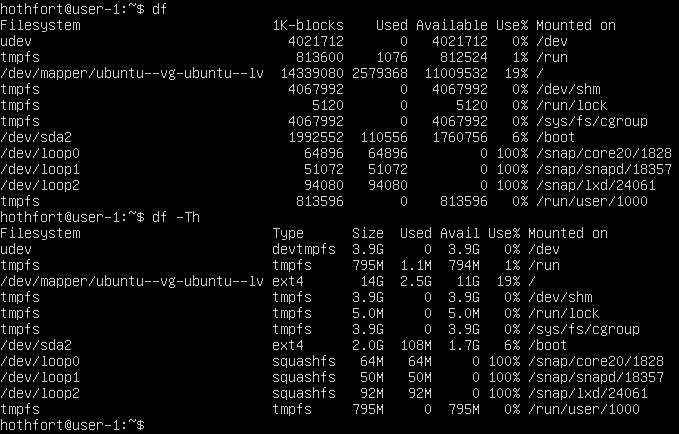 hothfort@user-1:~$ df
Filesystem                        1K-blocks    Used Available Use% Mounted on
udev                                4021712       0   4021712   0% /dev
tmpfs                                813600    1076    812524   1% /run
/dev/mapper/ubuntu--vg-ubuntu--lv  14339080 2579368  11009532  19% /
tmpfs                               4067992       0   4067992   0% /dev/shm
tmpfs                                  5120       0      5120   0% /run/lock
tmpfs                               4067992       0   4067992   0% /sys/fs/cgroup
/dev/sda2                           1992552  110556   1760756   6% /boot
/dev/loop0                            64896   64896         0 100% /snap/core20/1828
/dev/loop1                            51072   51072         0 100% /snap/snapd/18357
/dev/loop2                            94080   94080         0 100% /snap/lxd/24061
tmpfs                                813596       0    813596   0% /run/user/1000
hothfort@user-1:~$ df -Th
Filesystem                        Type      Size  Used Avail Use% Mounted on
udev                              devtmpfs  3.9G     0  3.9G   0% /dev
tmpfs                             tmpfs     795M  1.1M  794M   1% /run
/dev/mapper/ubuntu--vg-ubuntu--lv ext4       14G  2.5G   11G  19% /
tmpfs                             tmpfs     3.9G     0  3.9G   0% /dev/shm
tmpfs                             tmpfs     5.0M     0  5.0M   0% /run/lock
tmpfs                             tmpfs     3.9G     0  3.9G   0% /sys/fs/cgroup
/dev/sda2                         ext4      2.0G  108M  1.7G   6% /boot
/dev/loop0                        squashfs   64M   64M     0 100% /snap/core20/1828
/dev/loop1                        squashfs   50M   50M     0 100% /snap/snapd/18357
/dev/loop2                        squashfs   92M   92M     0 100% /snap/lxd/24061
tmpfs                             tmpfs     795M     0  795M   0% /run/user/1000
hothfort@user-1:~$